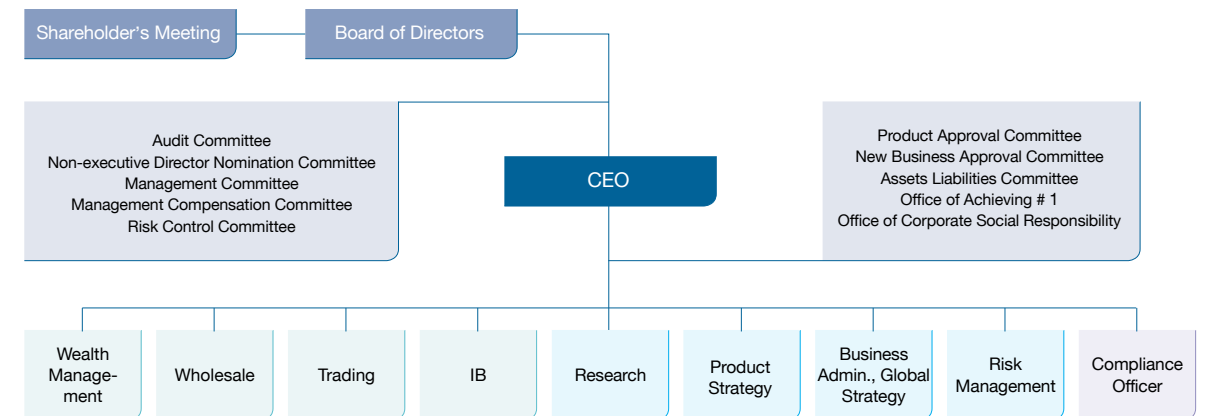 Shareholder's Meeting
Board of Directors
Audit Committee
Non-executive Director Nomination Committee
Management Committee
Management Compensation Committee
Risk Control Committee
CEO
Product Approval Committee
New Business Approval Committee
Assets Liabilities Committee
Office of Achieving # 1
Office of Corporate Social Responsibility
Wealth
Manage-
ment
Wholesale
Trading
IB
Research
Product
Strategy
Business
Admin., Global
Strategy
Risk
Management
Compliance
Officer